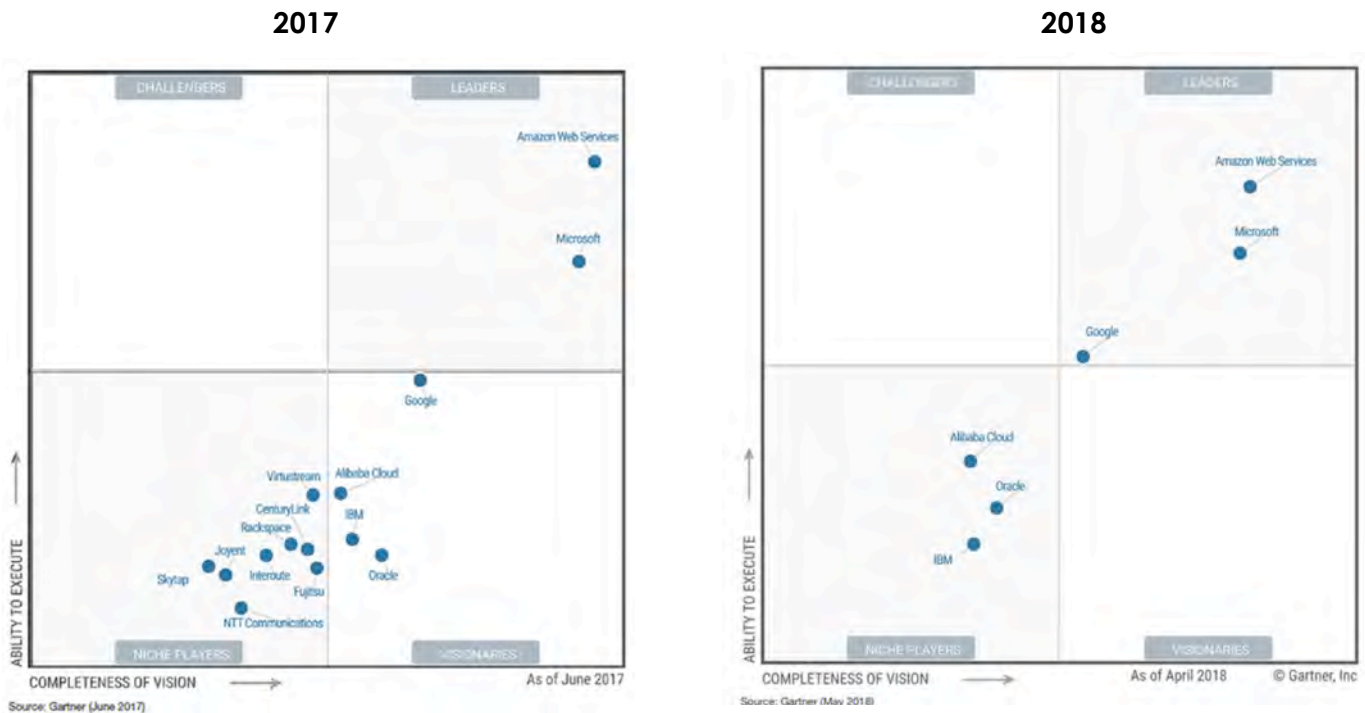 2017
CHALLENGERS
LEADERS
Amazon Web Services
Microsoft
Google
Virtustream
Alibaba Cloud
CenturyLink
IBM
Rackspace
Joyent
Skytap
Interoute
Oracle
Fujitsu
NTT Communications
NICHE PLAYERS
VISIONARIES
ABILITY TO EXECUTE
COMPLETENESS OF VISION
As of June 2017
Source: Gartner (June 2017)
2018
CHALLENGERS
LEADERS
Amazon Web Services
Microsoft
Google
Alibaba Cloud
Oracle
IBM
NICHE PLAYERS
VISIONARIES
ABILITY TO EXECUTE
COMPLETENESS OF VISION
As of April 2018
© Gartner, Inc
Source: Gartner (May 2018)